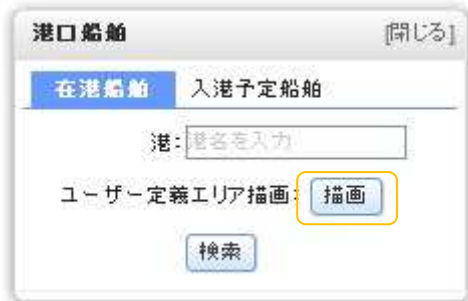 港口船舶 [閉じる]
在港船舶 入港予定船舶
港: 港名を入力
ユーザー定義エリア描画: 描画
検索